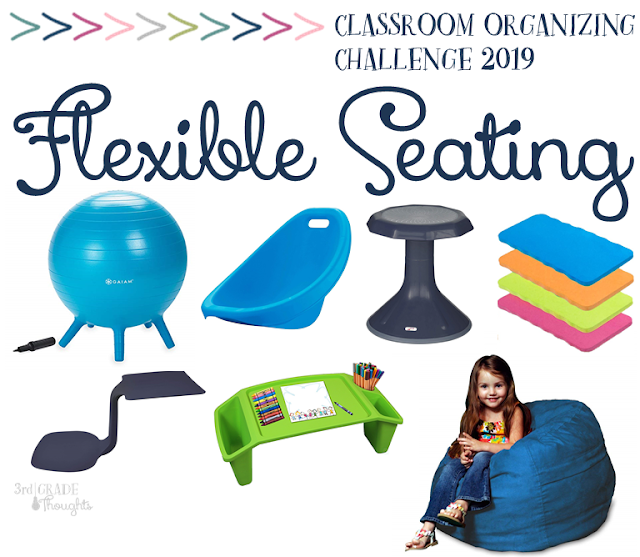 CLASSROOM ORGANIZING
CHALLENGE 2019
Flexible Seating
GAIAM
3rd GRADE
Thoughts